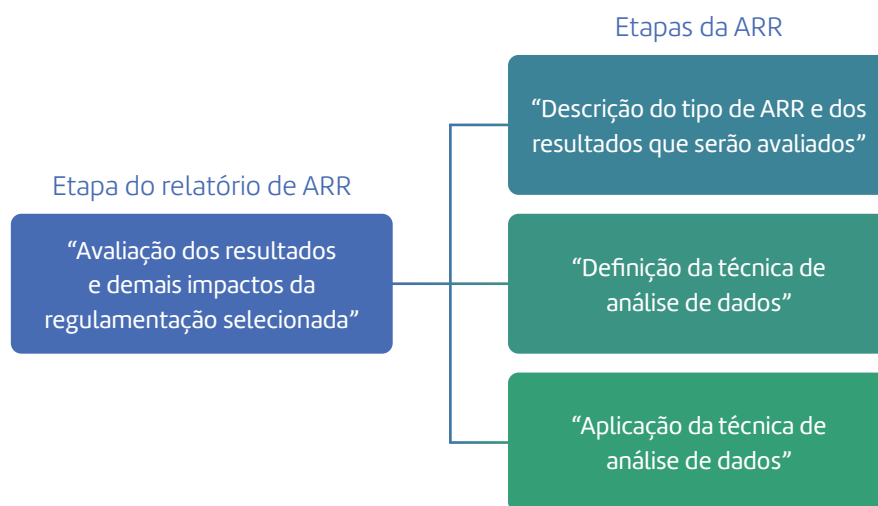 Etapas da ARR
“Descrição do tipo de ARR e dos
resultados que serão avaliados”
Etapa do relatório de ARR
“Avaliação dos resultados
e demais impactos da
regulamentação selecionada”
“Definição da técnica de
análise de dados”
“Aplicação da técnica de
análise de dados”